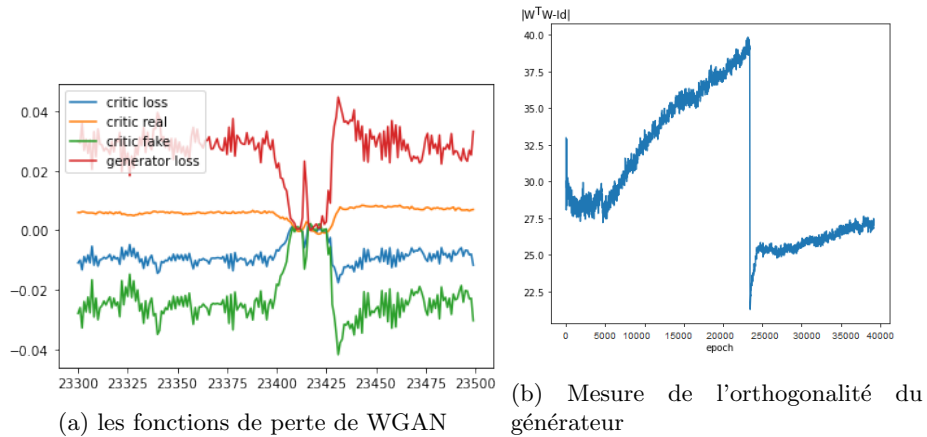 critic loss
critic real
critic fake
generator loss
0.04
0.02
0.00
−0.02
−0.04
23300 23325 23350 23375 23400 23425 23450 23475 23500
(a) les fonctions de perte de WGAN
|WᵀW-Id|
40.0
37.5
35.0
32.5
30.0
27.5
25.0
22.5
0 5000 10000 15000 20000 25000 30000 35000 40000
epoch
(b) Mesure de l'orthogonalité du
générateur